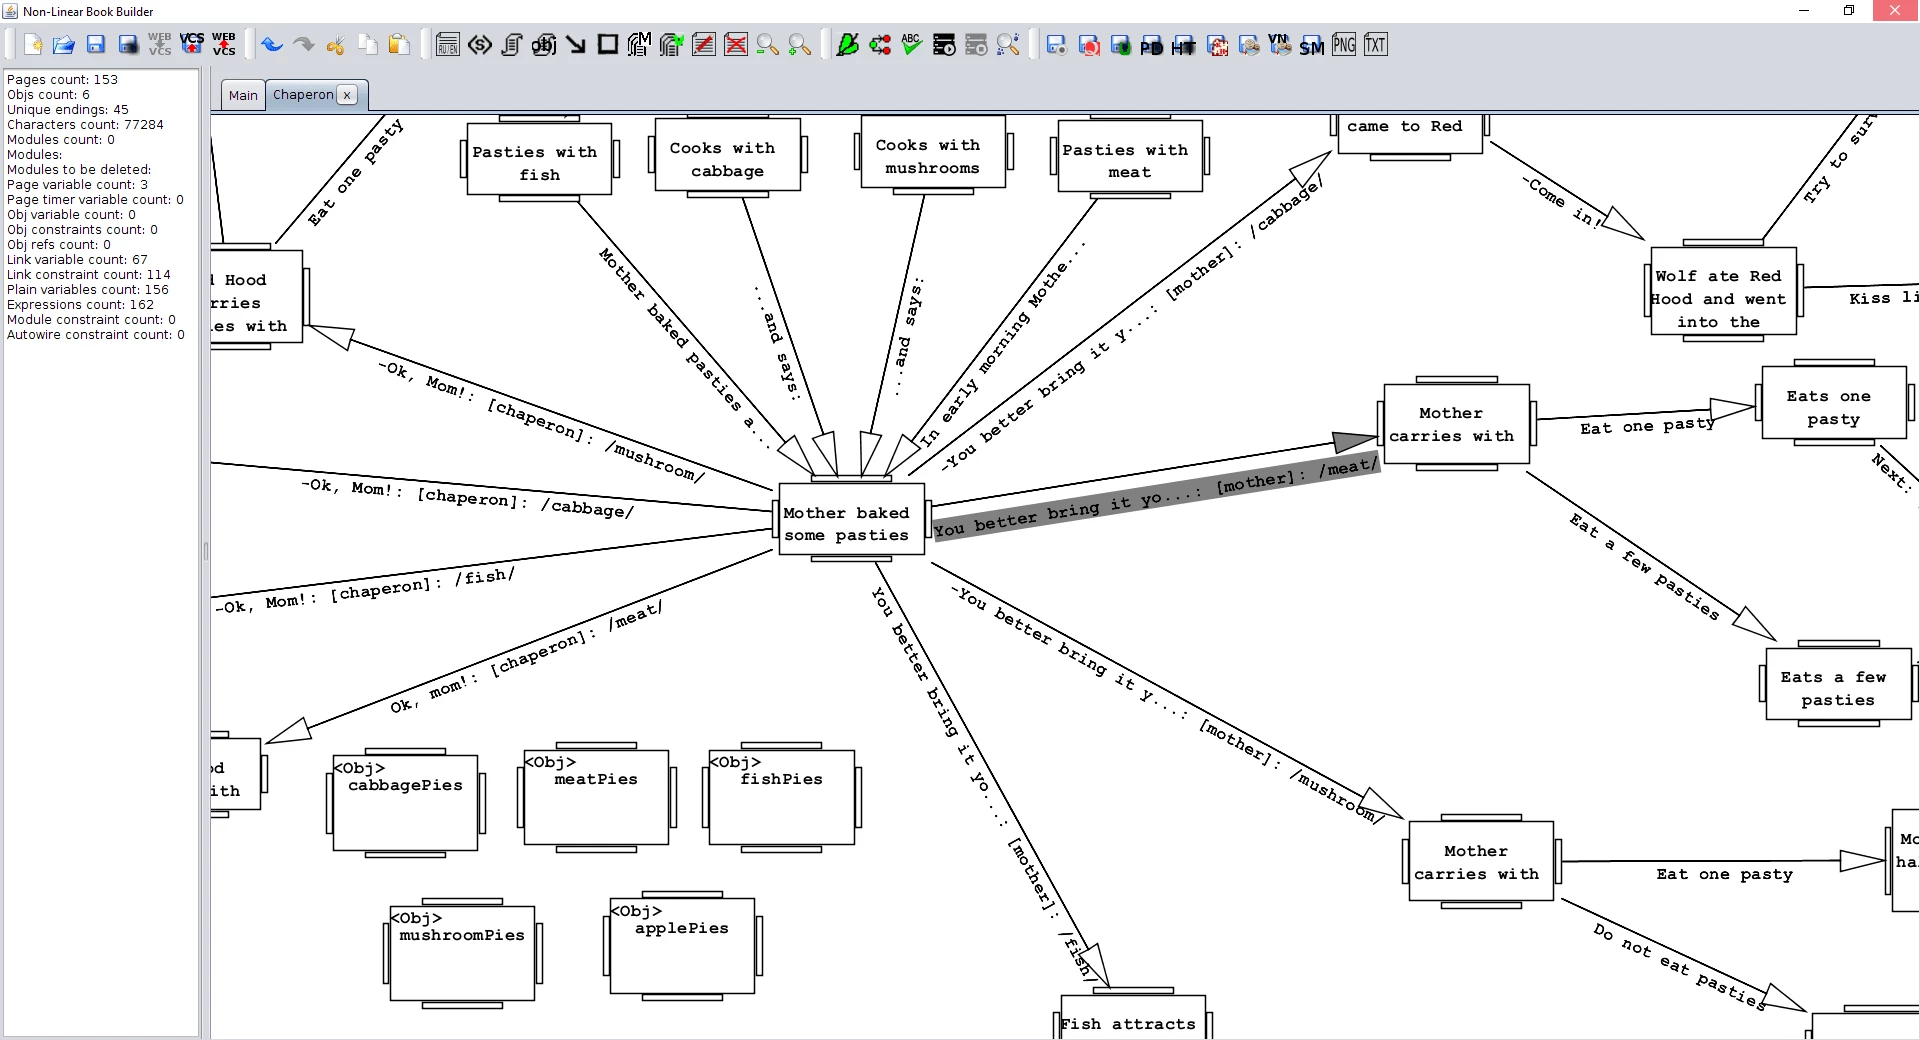 Non-Linear Book Builder
WEB VCS
VCS
WEB VCS
RU/EN
Obj
M
ABC
PD
HT
VN
SM
PNG
TXT
Pages count: 153
Objs count: 6
Unique endings: 45
Characters count: 77284
Modules count: 0
Modules:
Modules to be deleted:
Page variable count: 3
Page timer variable count: 0
Obj variable count: 0
Obj constraints count: 0
Obj refs count: 0
Link variable count: 67
Link constraint count: 114
Plain variables count: 156
Expressions count: 162
Module constraint count: 0
Autowire constraint count: 0
Main
Chaperon x
Eat one pasty
Pasties with
fish
Cooks with
cabbage
Cooks with
mushrooms
Pasties with
meat
came to Red
-Come in!
Try to sur
d Hood
rries
es with
Mother baked pasties a...
...and says:
...and says:
In early morning Mothe...
-You better bring it y...: [mother]: /cabbage/
Wolf ate Red
Hood and went
into the
Kiss li
-Ok, Mom!: [chaperon]: /mushroom/
Mother
carries with
Eat one pasty
Eats one
pasty
Next:
-Ok, Mom!: [chaperon]: /cabbage/
Mother baked
some pasties
You better bring it yo...: [mother]: /meat/
Eat a few pasties
-Ok, Mom!: [chaperon]: /fish/
Ok, mom!: [chaperon]: /meat/
You better bring it yo...: [mother]: /fish/
-You better bring it y...: [mother]: /mushroom/
Eats a few
pasties
od
ith
<Obj>
cabbagePies
<Obj>
meatPies
<Obj>
fishPies
Mother
carries with
Eat one pasty
Mo
ha
Do not eat pasties
<Obj>
mushroomPies
<Obj>
applePies
Fish attracts